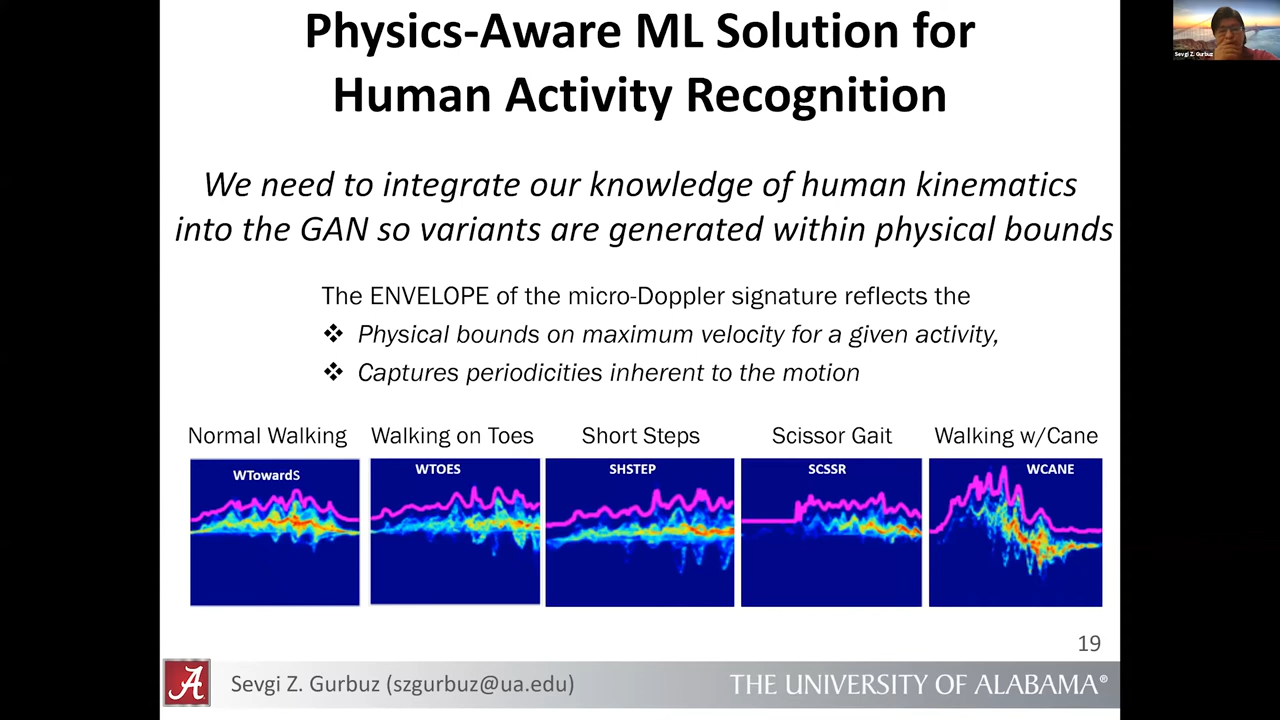 Physics-Aware ML Solution for
Human Activity Recognition
Sevgi Z. Gurbuz
We need to integrate our knowledge of human kinematics
into the GAN so variants are generated within physical bounds
The ENVELOPE of the micro-Doppler signature reflects the
❖ Physical bounds on maximum velocity for a given activity,
❖ Captures periodicities inherent to the motion
Normal Walking Walking on Toes Short Steps Scissor Gait Walking w/Cane
WTowardS WTOES SHSTEP SCSSR WCANE
19
A Sevgi Z. Gurbuz (szgurbuz@ua.edu) THE UNIVERSITY OF ALABAMA®